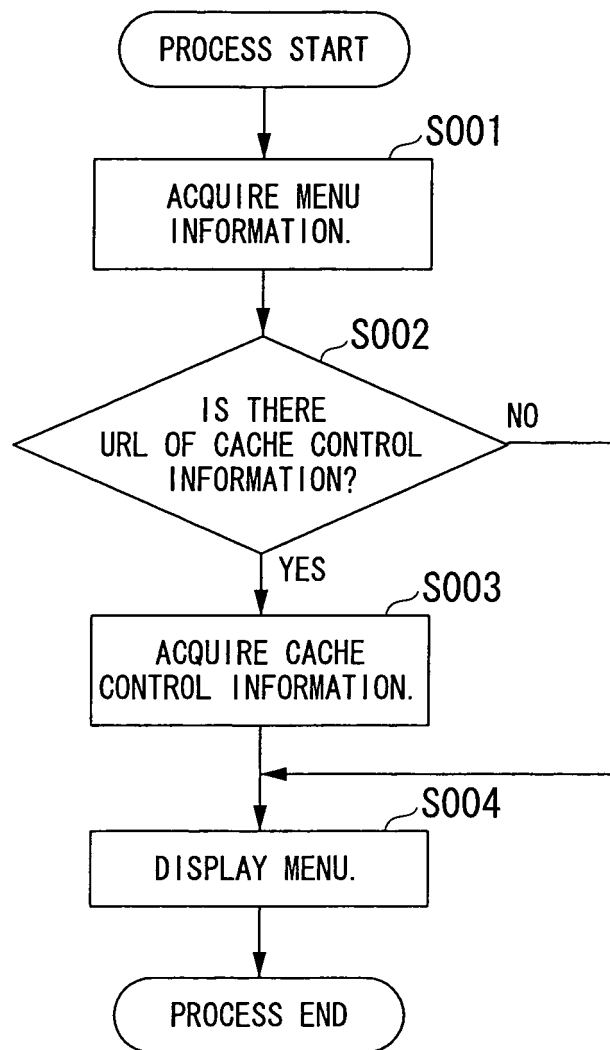 PROCESS START
S001
ACQUIRE MENU
INFORMATION.
S002
IS THERE
URL OF CACHE CONTROL
INFORMATION?
NO
YES
S003
ACQUIRE CACHE
CONTROL INFORMATION.
S004
DISPLAY MENU.
PROCESS END